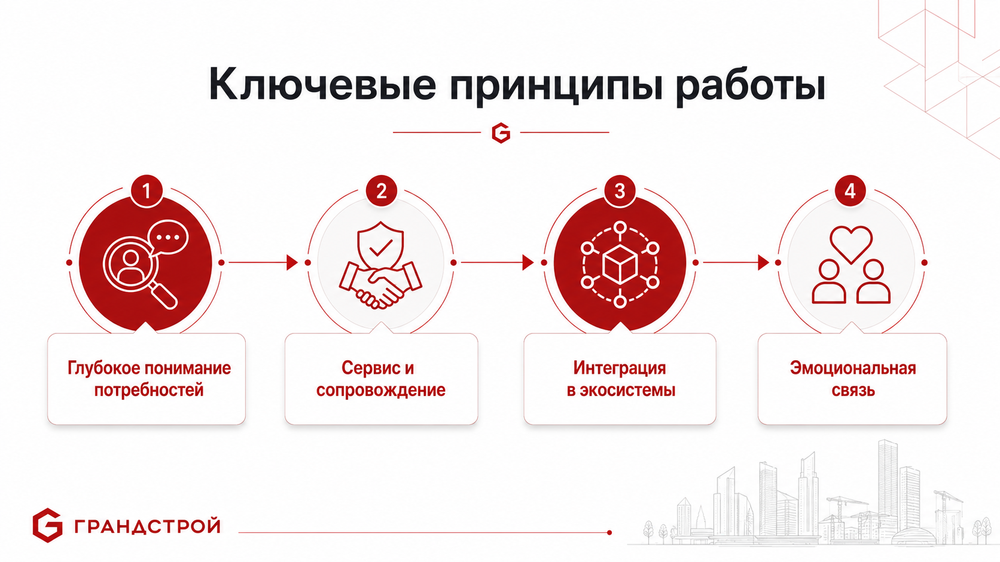 Ключевые принципы работы
1
2
3
4
Глубокое понимание
потребностей
Сервис и
сопровождение
Интеграция
в экосистемы
Эмоциональная
связь
ГРАНДСТРОЙ